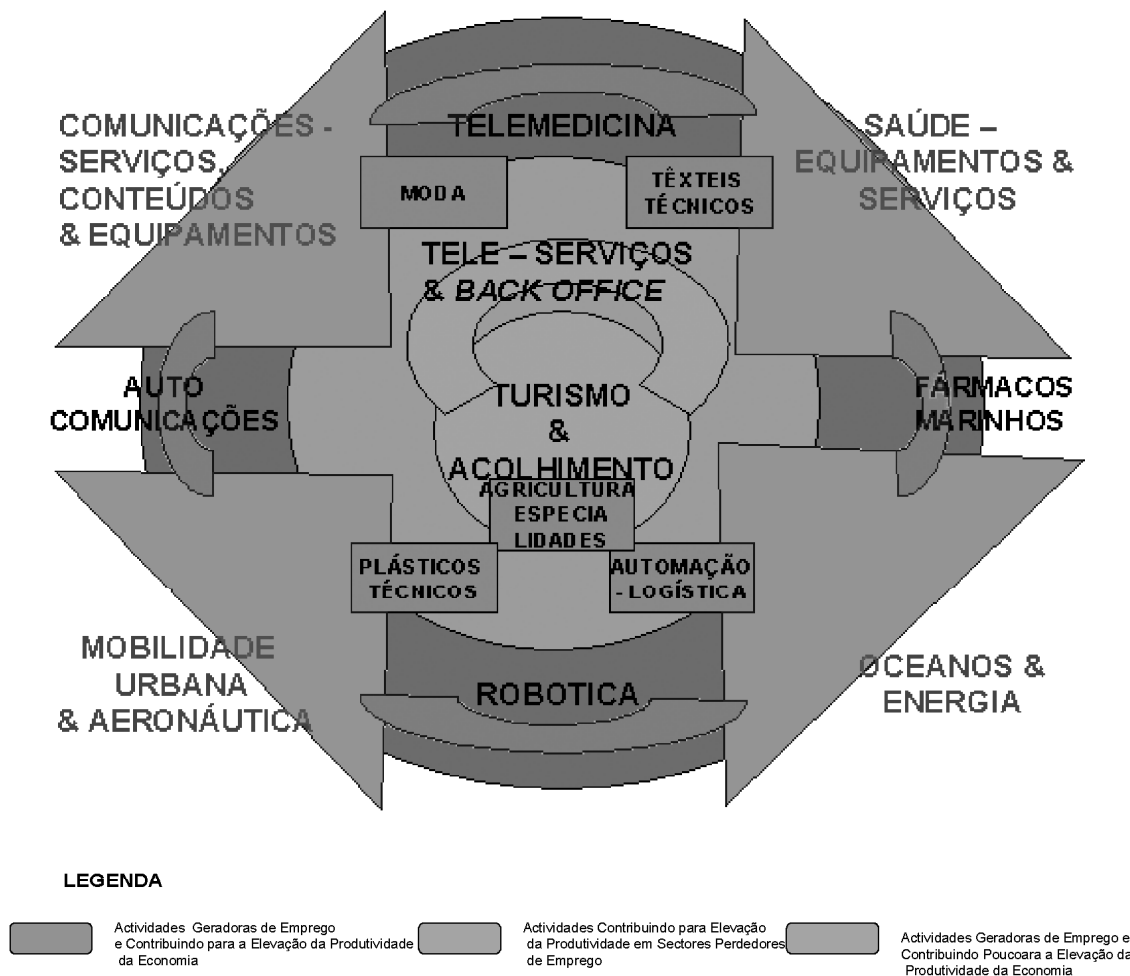 COMUNICAÇÕES -
SERVIÇOS,
CONTEÚDOS
& EQUIPAMENTOS
TELEMEDICINA
SAÚDE –
EQUIPAMENTOS &
SERVIÇOS
MODA
TÊXTEIS
TÉCNICOS
TELE – SERVIÇOS
& BACK OFFICE
AUTO
COMUNICAÇÕES
TURISMO
&
ACOLHIMENTO
FÁRMACOS
MARINHOS
AGRICULTURA
ESPECIA
LIDADES
PLÁSTICOS
TÉCNICOS
AUTOMAÇÃO
- LOGÍSTICA
MOBILIDADE
URBANA
& AERONÁUTICA
ROBOTICA
OCEANOS &
ENERGIA
LEGENDA
Actividades Geradoras de Emprego
e Contribuindo para a Elevação da Produtividade
da Economia
Actividades Contribuindo para Elevação
da Produtividade em Sectores Perdedores
de Emprego
Actividades Geradoras de Emprego e
Contribuindo Poucoara a Elevação da
Produtividade da Economia